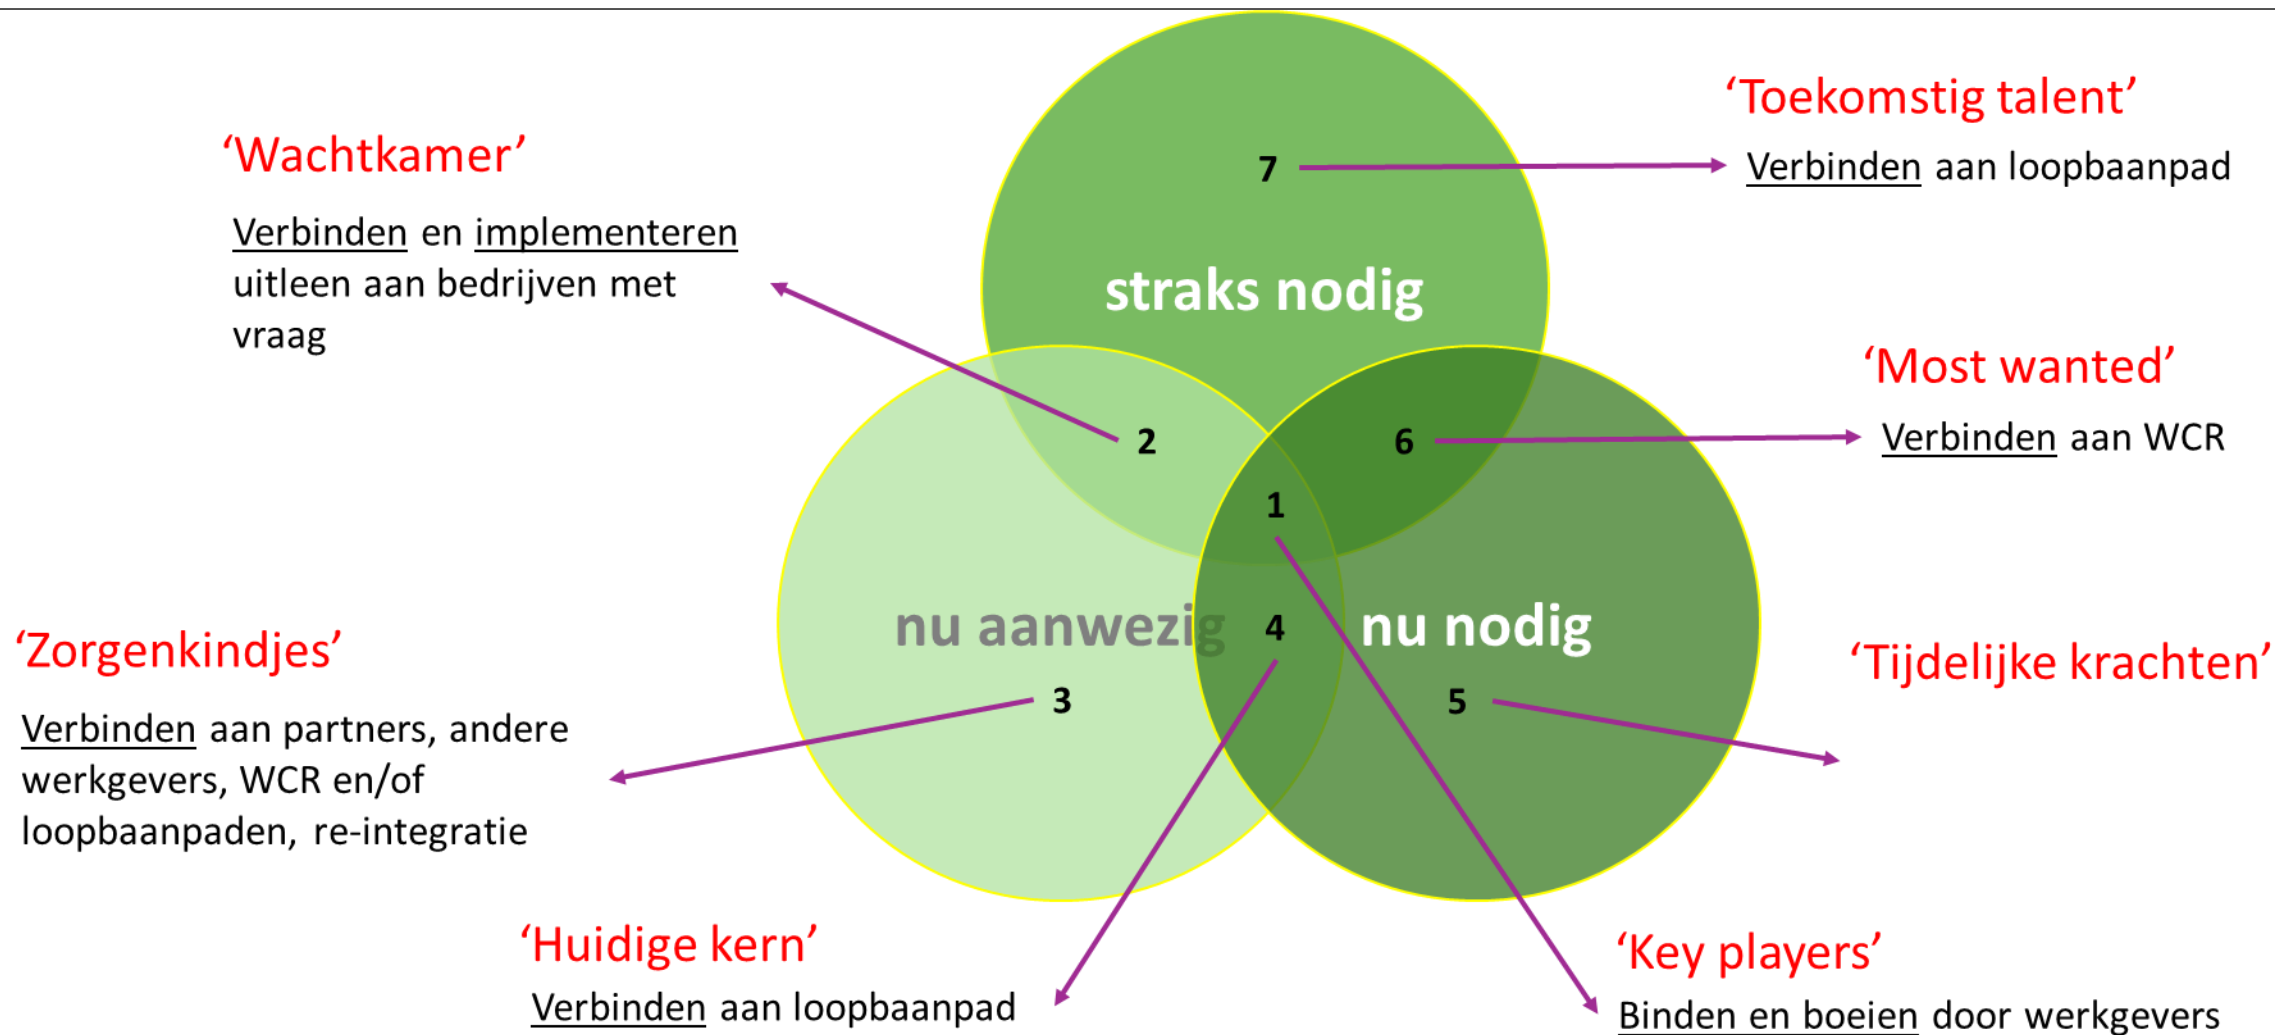 ‘Toekomstig talent’
Verbinden aan loopbaanpad
7
‘Wachtkamer’
Verbinden en implementeren
uitleen aan bedrijven met
vraag
straks nodig
‘Most wanted’
Verbinden aan WCR
2
6
1
nu aanwezig
4
nu nodig
3
5
‘Zorgenkindjes’
Verbinden aan partners, andere
werkgevers, WCR en/of
loopbaanpaden, re-integratie
‘Tijdelijke krachten’
‘Huidige kern’
Verbinden aan loopbaanpad
‘Key players’
Binden en boeien door werkgevers